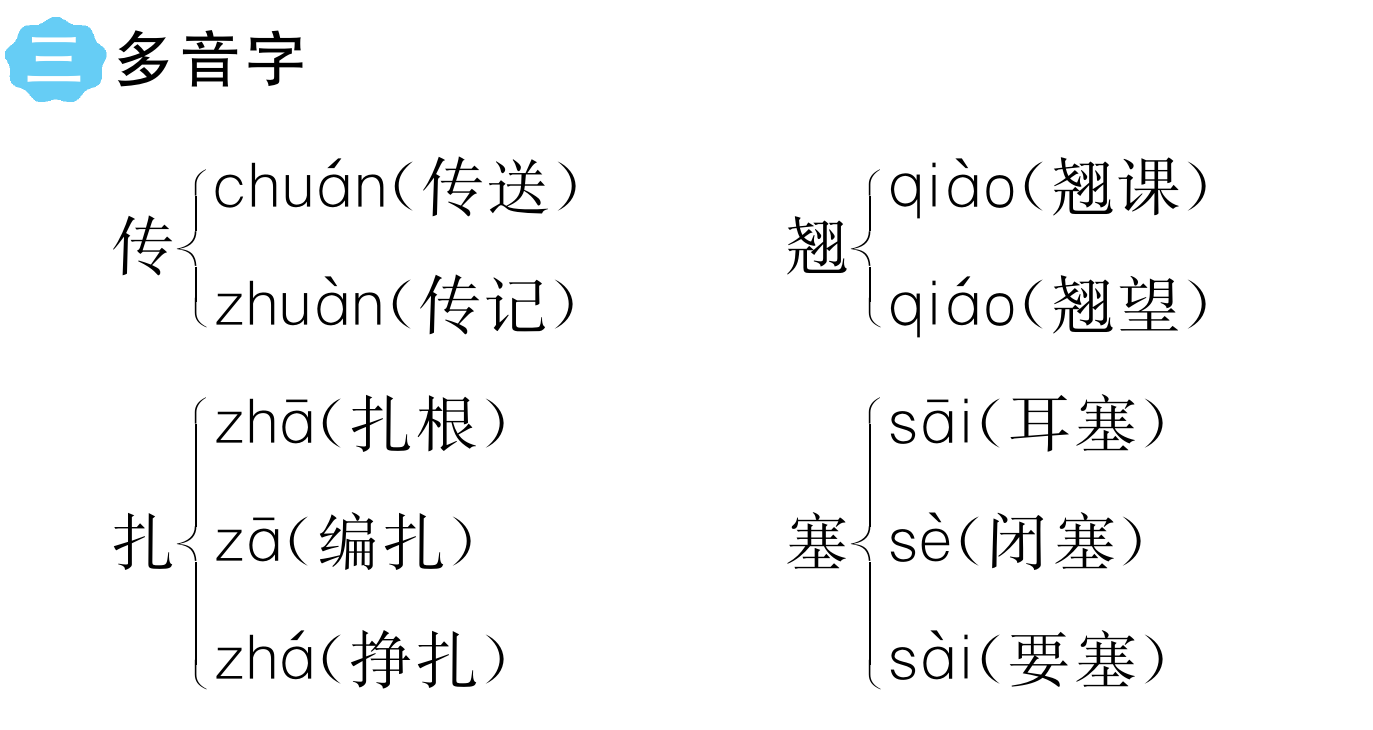 三 多音字
传
chuán(传送)
zhuàn(传记)
翘
qiào(翘课)
qiáo(翘望)
扎
zhā(扎根)
zā(编扎)
zhá(挣扎)
塞
sāi(耳塞)
sè(闭塞)
sài(要塞)